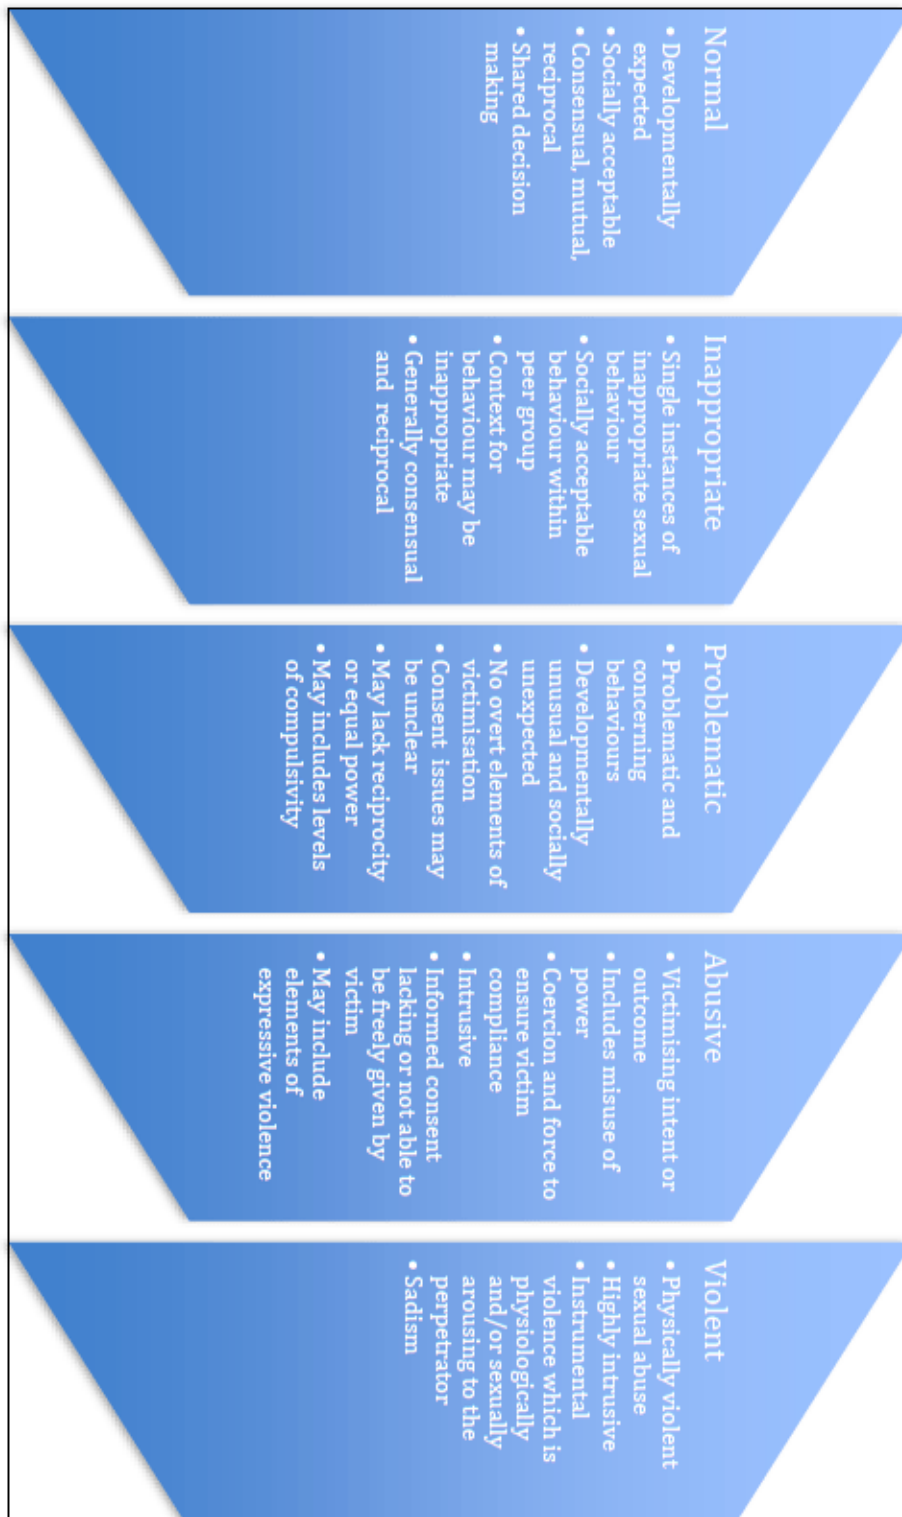 Normal
• Developmentally
expected
• Socially acceptable
• Consensual, mutual,
reciprocal
• Shared decision
making
Inappropriate
• Single instances of
inappropriate sexual
behaviour
• Socially acceptable
behaviour within
peer group
• Context for
behaviour may be
inappropriate
• Generally consensual
and reciprocal
Problematic
• Problematic and
concerning
behaviours
• Developmentally
unusual and socially
unexpected
• No overt elements of
victimisation
• Consent issues may
be unclear
• May lack reciprocity
or equal power
• May includes levels
of compulsivity
Abusive
• Victimising intent or
outcome
• Includes misuse of
power
• Coercion and force to
ensure victim
compliance
• Intrusive
• Informed consent
lacking or not able to
be freely given by
victim
• May include
elements of
expressive violence
Violent
• Physically violent
sexual abuse
• Highly intrusive
• Instrumental
violence which is
physiologically
and/or sexually
arousing to the
perpetrator
• Sadism